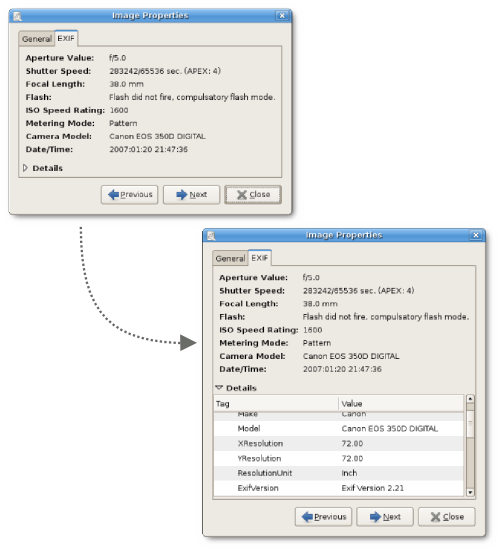 Image Properties
General EXIF
Aperture Value: f/5.0
Shutter Speed: 283242/65536 sec. (APEX: 4)
Focal Length: 38.0 mm
Flash: Flash did not fire, compulsatory flash mode.
ISO Speed Rating: 1600
Metering Mode: Pattern
Camera Model: Canon EOS 350D DIGITAL
Date/Time: 2007:01:20 21:47:36
Details
Previous Next Close
Image Properties
General EXIF
Aperture Value: f/5.0
Shutter Speed: 283242/65536 sec. (APEX: 4)
Focal Length: 38.0 mm
Flash: Flash did not fire, compulsatory flash mode.
ISO Speed Rating: 1600
Metering Mode: Pattern
Camera Model: Canon EOS 350D DIGITAL
Date/Time: 2007:01:20 21:47:36
Details
Tag Value
Make Canon
Model Canon EOS 350D DIGITAL
XResolution 72.00
YResolution 72.00
ResolutionUnit Inch
ExifVersion Exif Version 2.21
Previous Next Close